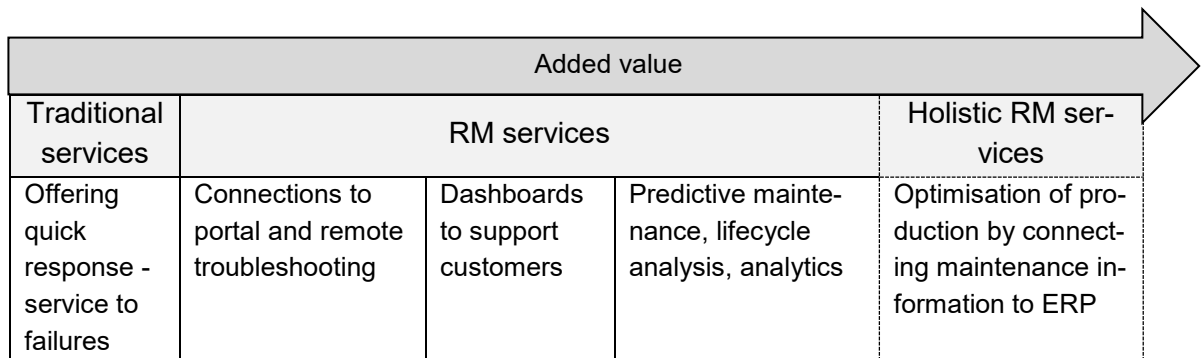 Added value
Traditional
services
RM services
Holistic RM ser-
vices
Offering
quick
response -
service to
failures
Connections to
portal and remote
troubleshooting
Dashboards
to support
customers
Predictive mainte-
nance, lifecycle
analysis, analytics
Optimisation of pro-
duction by connect-
ing maintenance in-
formation to ERP